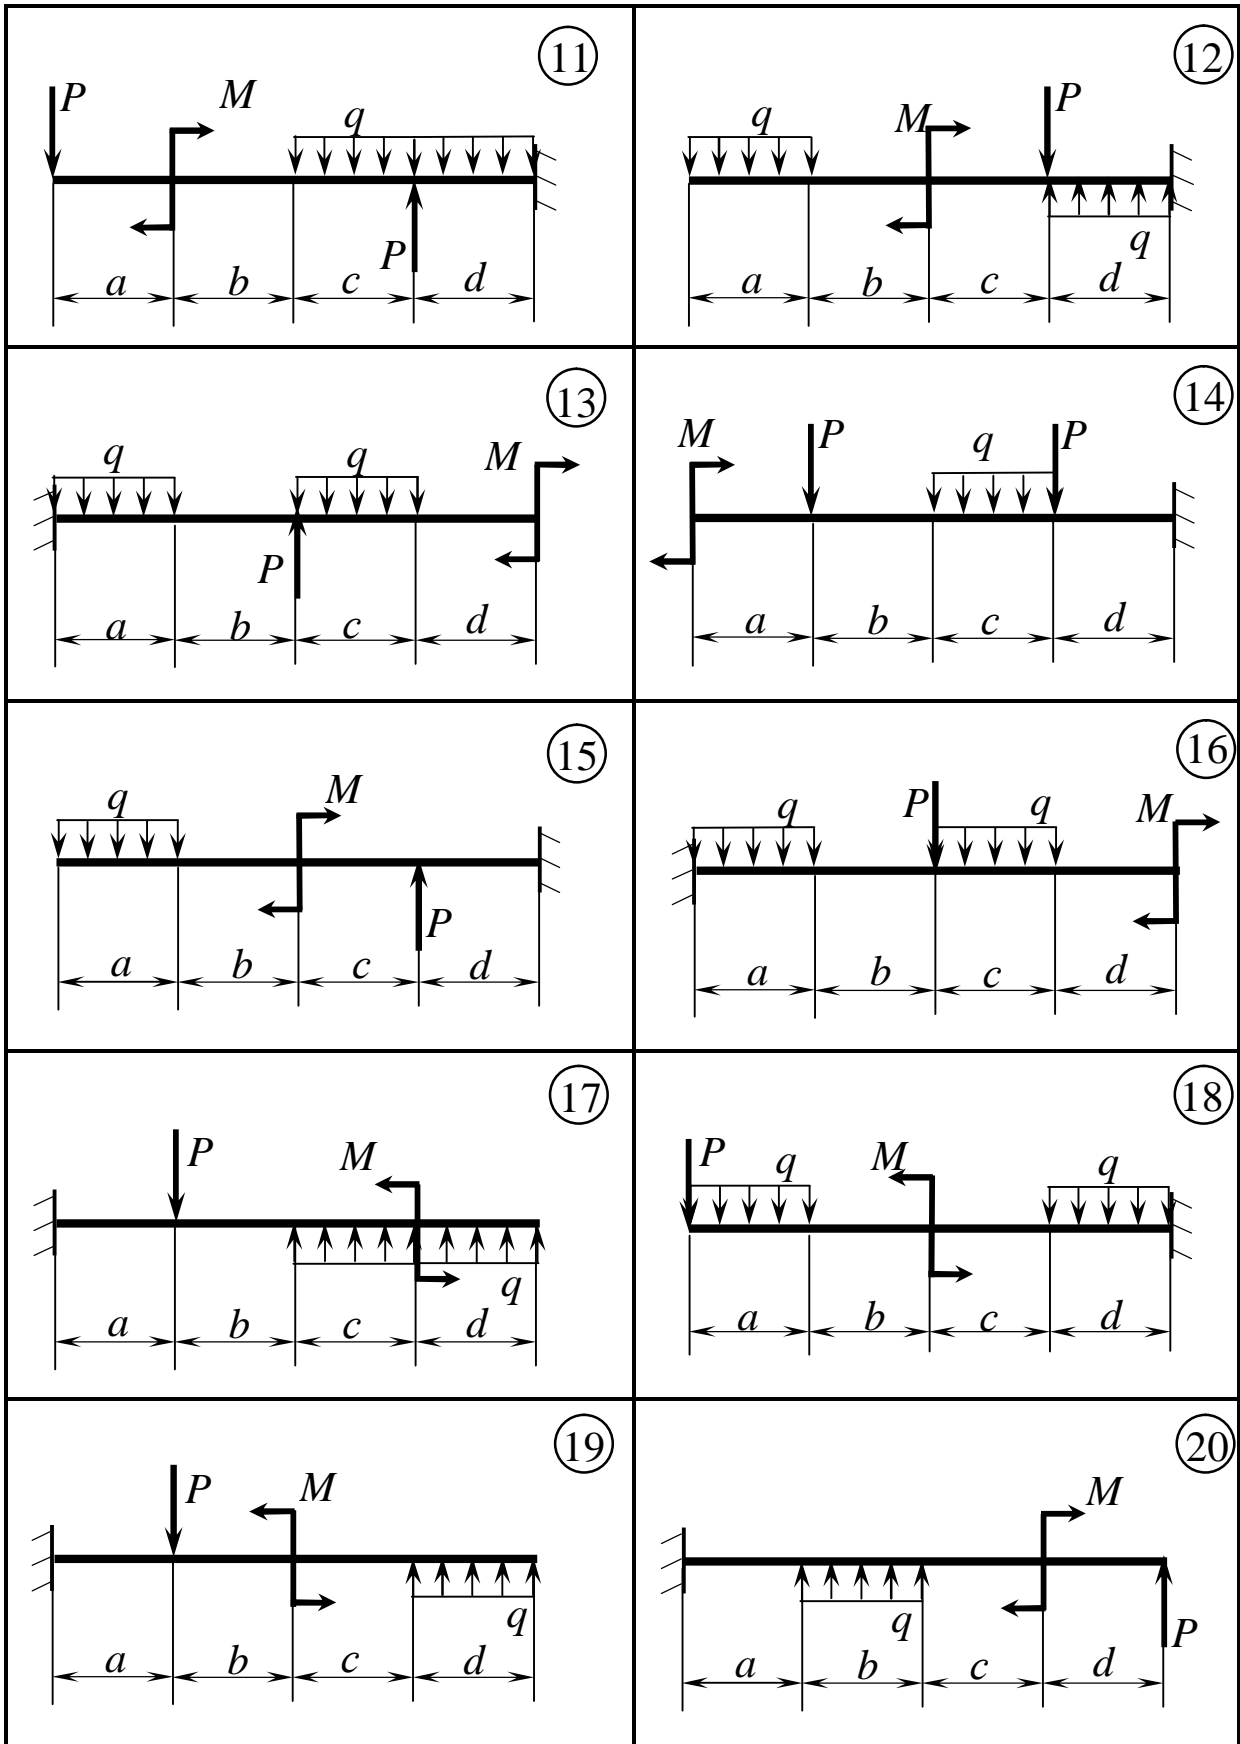 11
P M q
P
a b c d
12
q M P
q
a b c d
13
q q M
P
a b c d
14
M P q P
a b c d
15
q M
P
a b c d
16
q P q M
a b c d
17
P M
q
a b c d
18
P q M q
a b c d
19
P M
q
a b c d
20
M
q P
a b c d